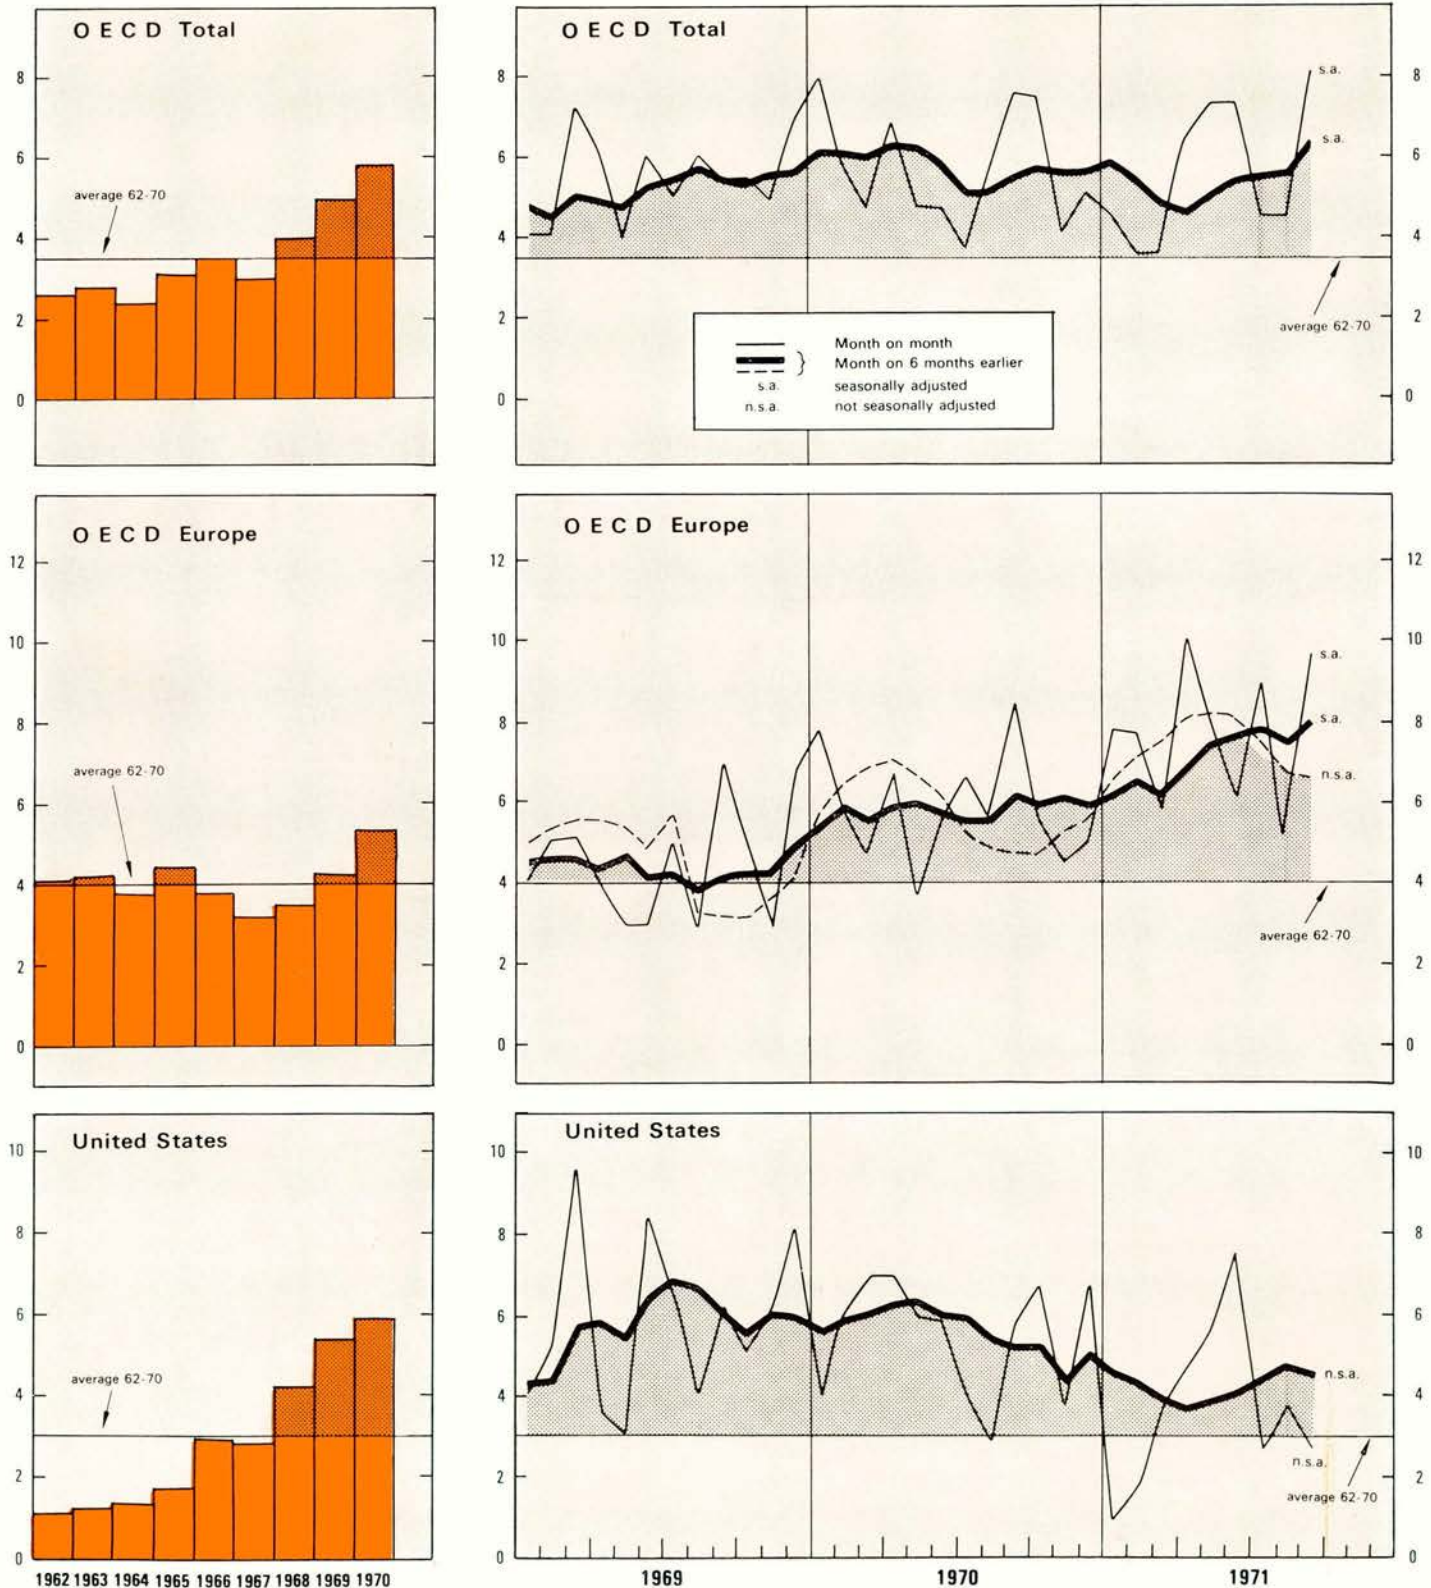 O E C D Total
8
6
4
2
0
average 62-70
O E C D Total
8
6
4
2
0
s.a.
s.a.
8
6
4
2
0
average 62-70
Month on month
Month on 6 months earlier
s.a. seasonally adjusted
n.s.a. not seasonally adjusted
O E C D Europe
12
10
8
6
4
2
0
average 62-70
O E C D Europe
12
10
8
6
4
2
0
s.a.
s.a.
n.s.a.
12
10
8
6
4
2
0
average 62-70
United States
10
8
6
4
2
0
average 62-70
1962 1963 1964 1965 1966 1967 1968 1969 1970
United States
10
8
6
4
2
0
n.s.a.
n.s.a.
10
8
6
4
2
0
average 62-70
1969 1970 1971